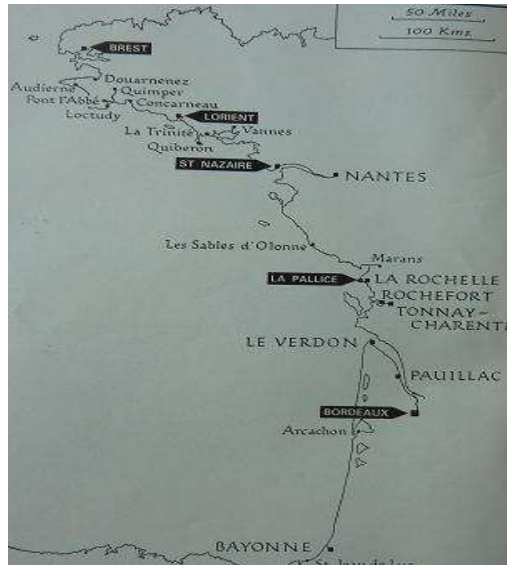 50 Miles
100 Kms.
BREST
Douarnenez
Audierne
Quimper
Pont l'Abbé
Concarneau
Loctudy
LORIENT
La Trinité
Vannes
Quiberon
ST NAZAIRE
NANTES
Les Sables d'Olonne
Marans
LA PALLICE
LA ROCHELLE
ROCHEFORT
TONNAY-
CHARENTE
LE VERDON
PAUILLAC
BORDEAUX
Arcachon
BAYONNE